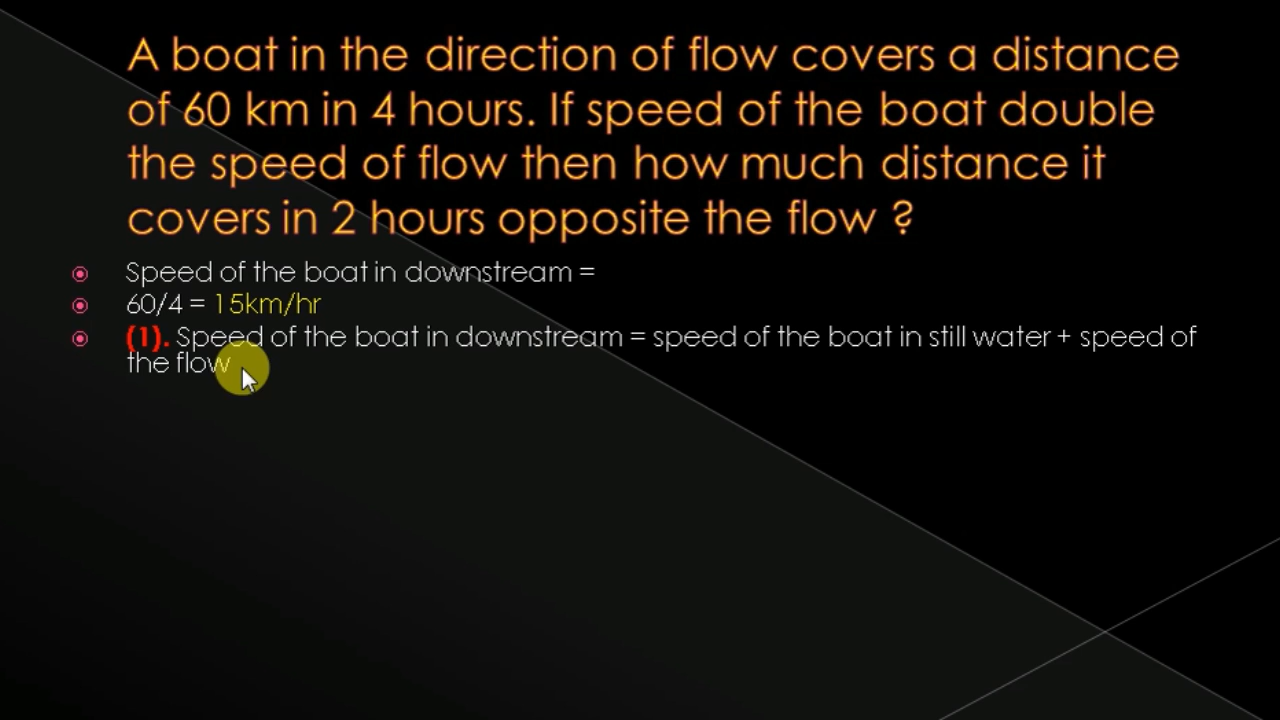 A boat in the direction of flow covers a distance
of 60 km in 4 hours. If speed of the boat double
the speed of flow then how much distance it
covers in 2 hours opposite the flow ?
Speed of the boat in downstream =
60/4 = 15km/hr
(1). Speed of the boat in downstream = speed of the boat in still water + speed of
the flow